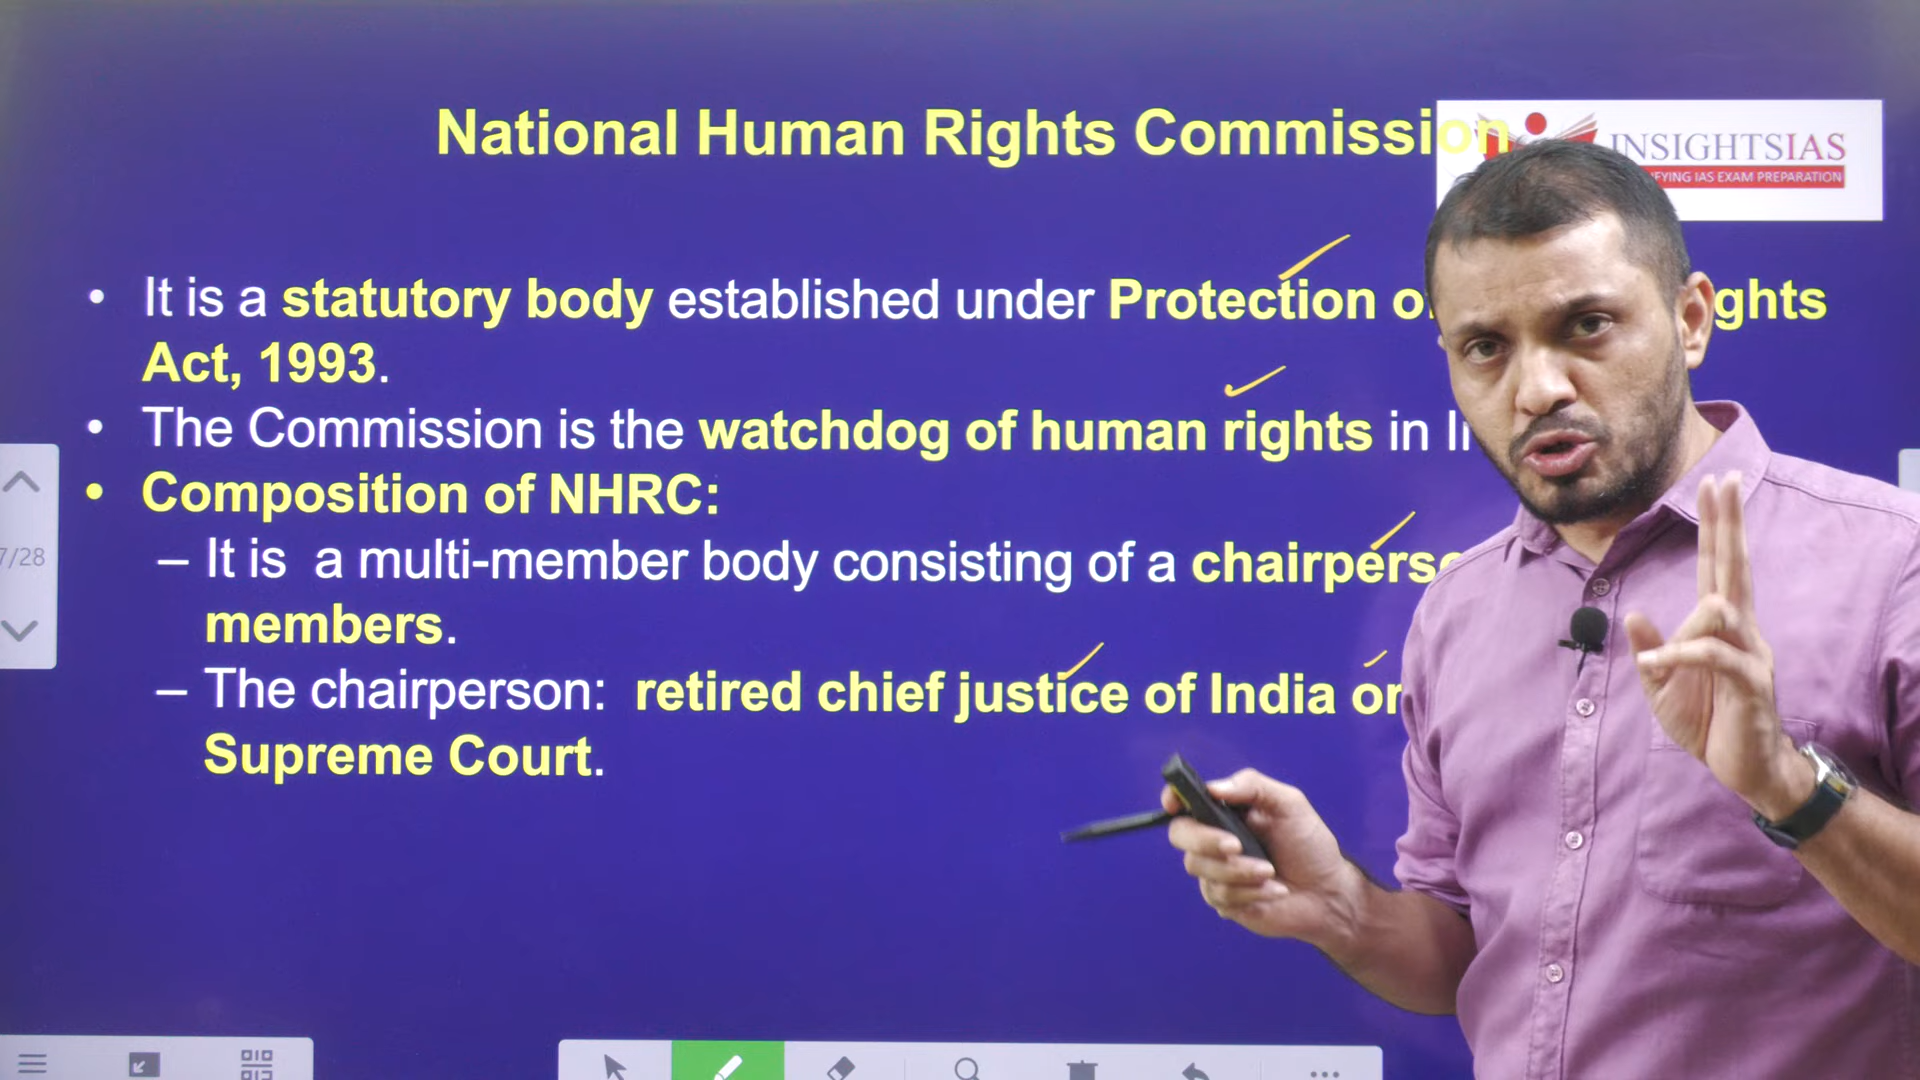 National Human Rights Commission
INSIGHTSIAS
FYING IAS EXAM PREPARATION
• It is a statutory body established under Protection o ghts
Act, 1993.
• The Commission is the watchdog of human rights in
• Composition of NHRC:
– It is a multi-member body consisting of a
members.
– The chairperson: retired chief justice of India or
Supreme Court.
7/28